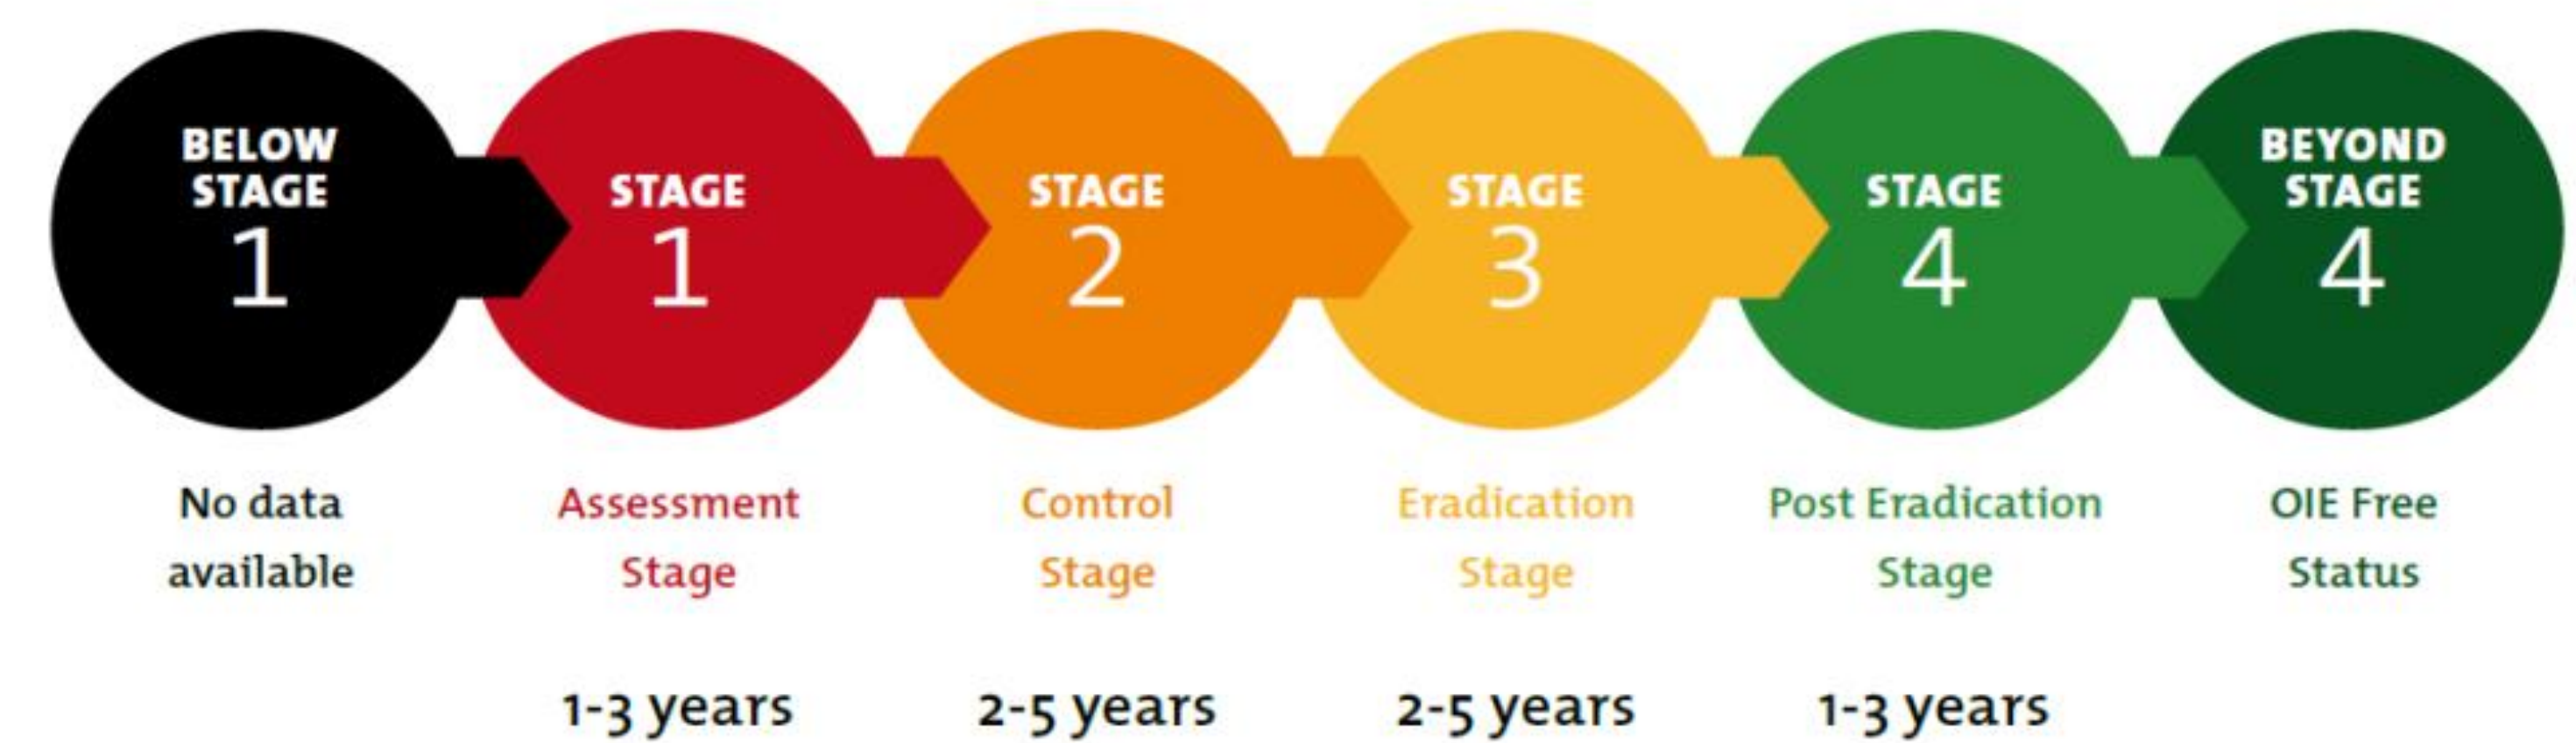 BELOW
STAGE
1
STAGE
1
STAGE
2
STAGE
3
STAGE
4
BEYOND
STAGE
4
No data
available
Assessment
Stage
Control
Stage
Eradication
Stage
Post Eradication
Stage
OIE Free
Status
1-3 years
2-5 years
2-5 years
1-3 years